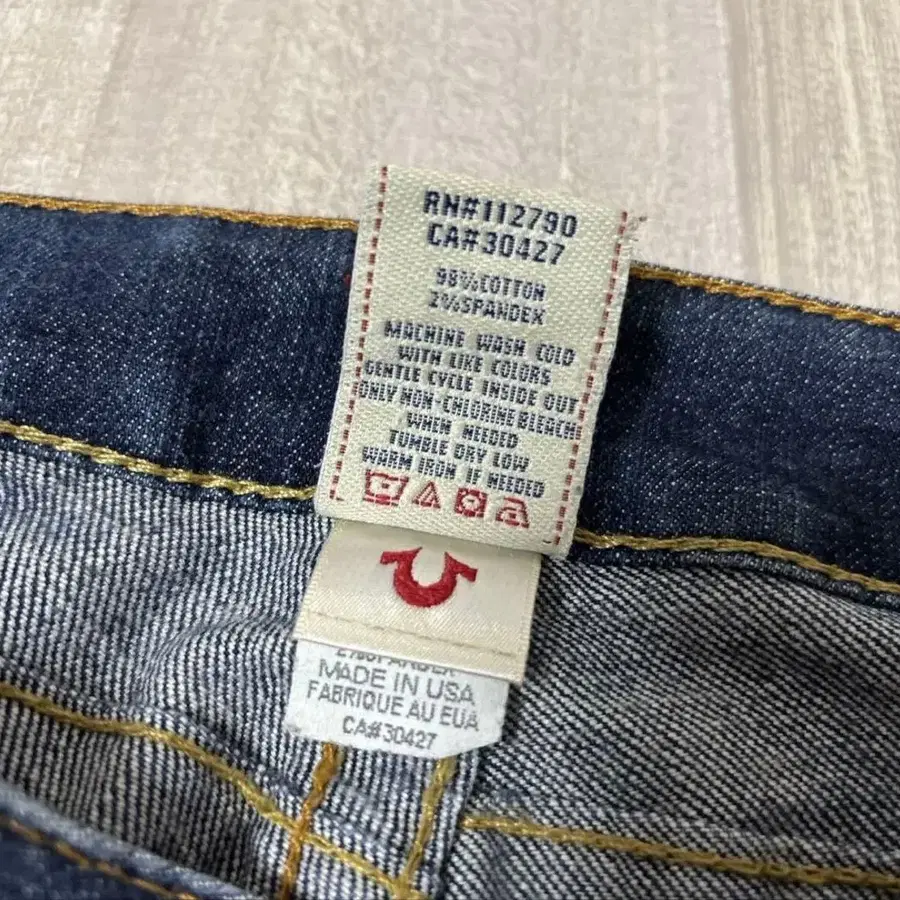 RN#112790
CA#30427
98%COTTON
2%SPANDEX
MACHINE WASH COLD
WITH LIKE COLORS
GENTLE CYCLE INSIDE OUT
ONLY NON-CHLORINE BLEACH
WHEN NEEDED
TUMBLE DRY LOW
WARM IRON IF NEEDED
2%SPANDEX
MADE IN USA
FABRIQUE AU EUA
CA#30427